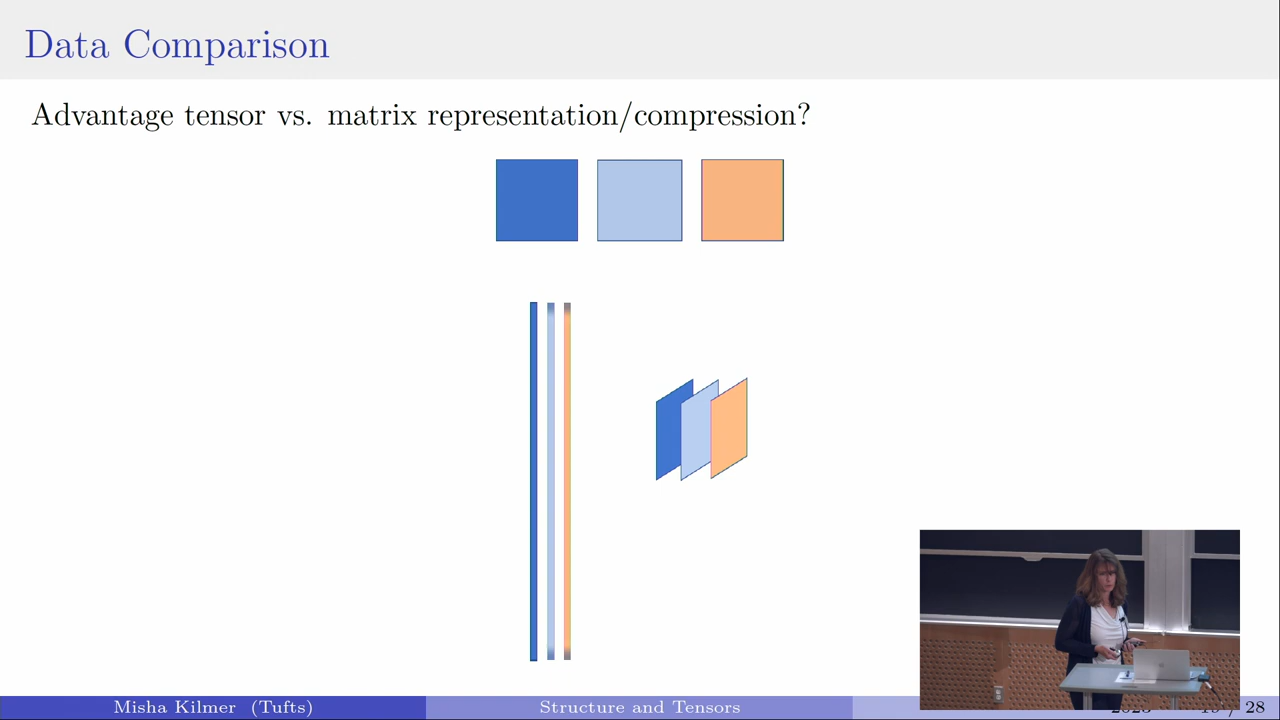 Data Comparison
Advantage tensor vs. matrix representation/compression?
Misha Kilmer (Tufts)
Structure and Tensors
/ 28